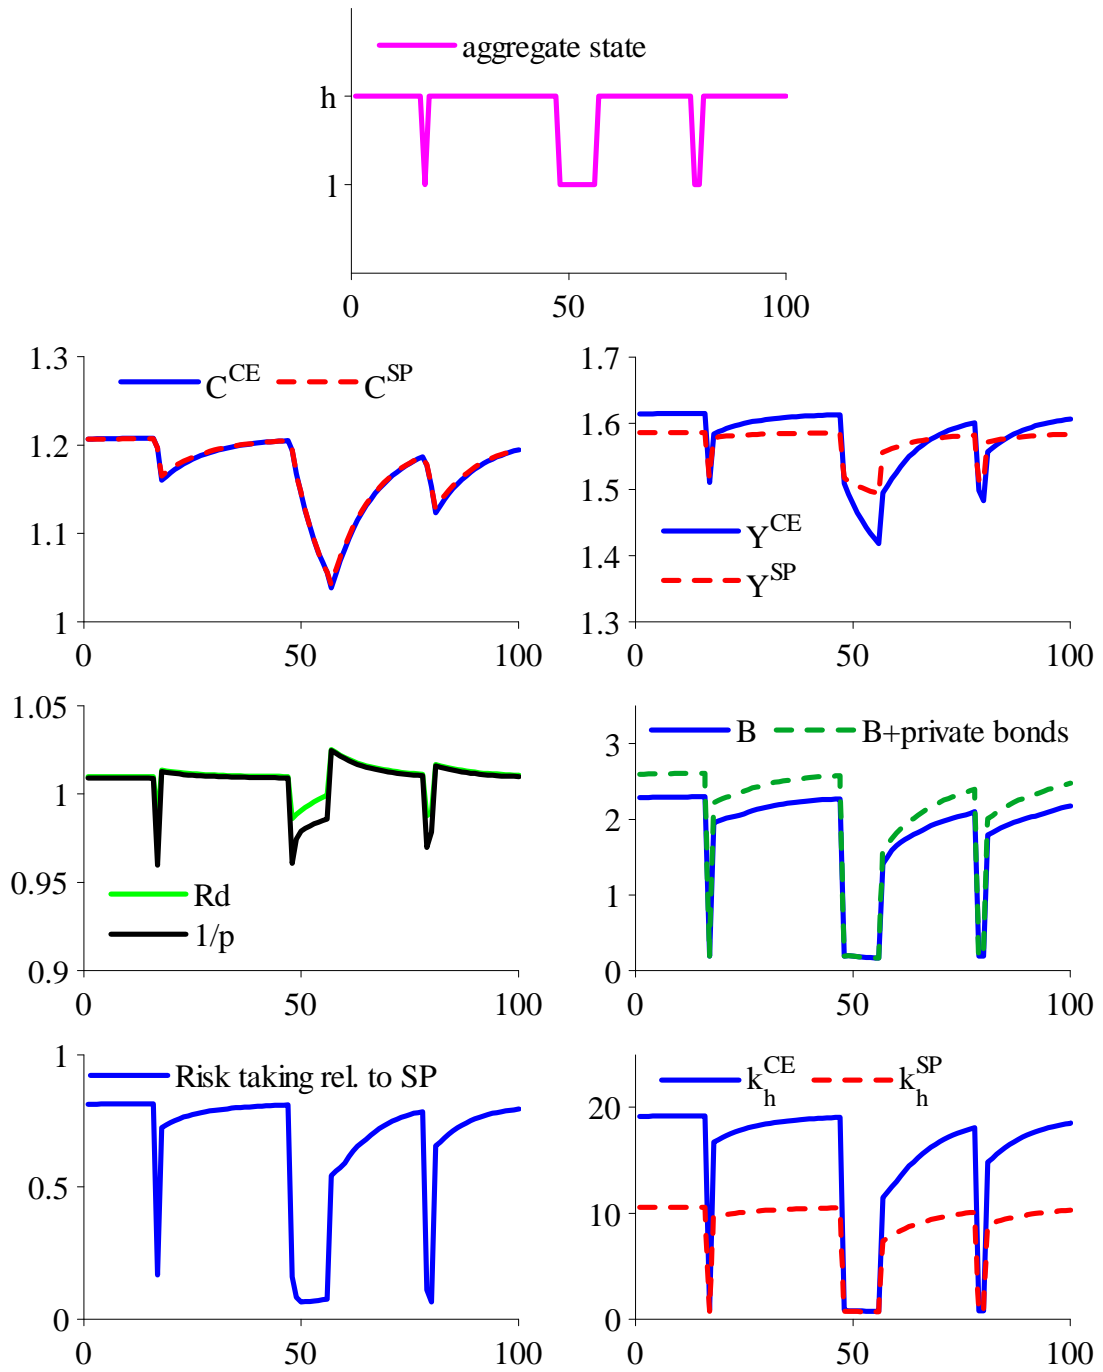 aggregate state
h
l
0 50 100
1.3
1.2
1.1
1
C^CE C^SP
0 50 100
1.7
1.6
1.5
1.4
1.3
Y^CE
Y^SP
0 50 100
1.05
1
0.95
0.9
Rd
1/p
0 50 100
3
2
1
0
B B+private bonds
0 50 100
1
0.5
0
Risk taking rel. to SP
0 50 100
20
10
0
k_h^CE k_h^SP
0 50 100